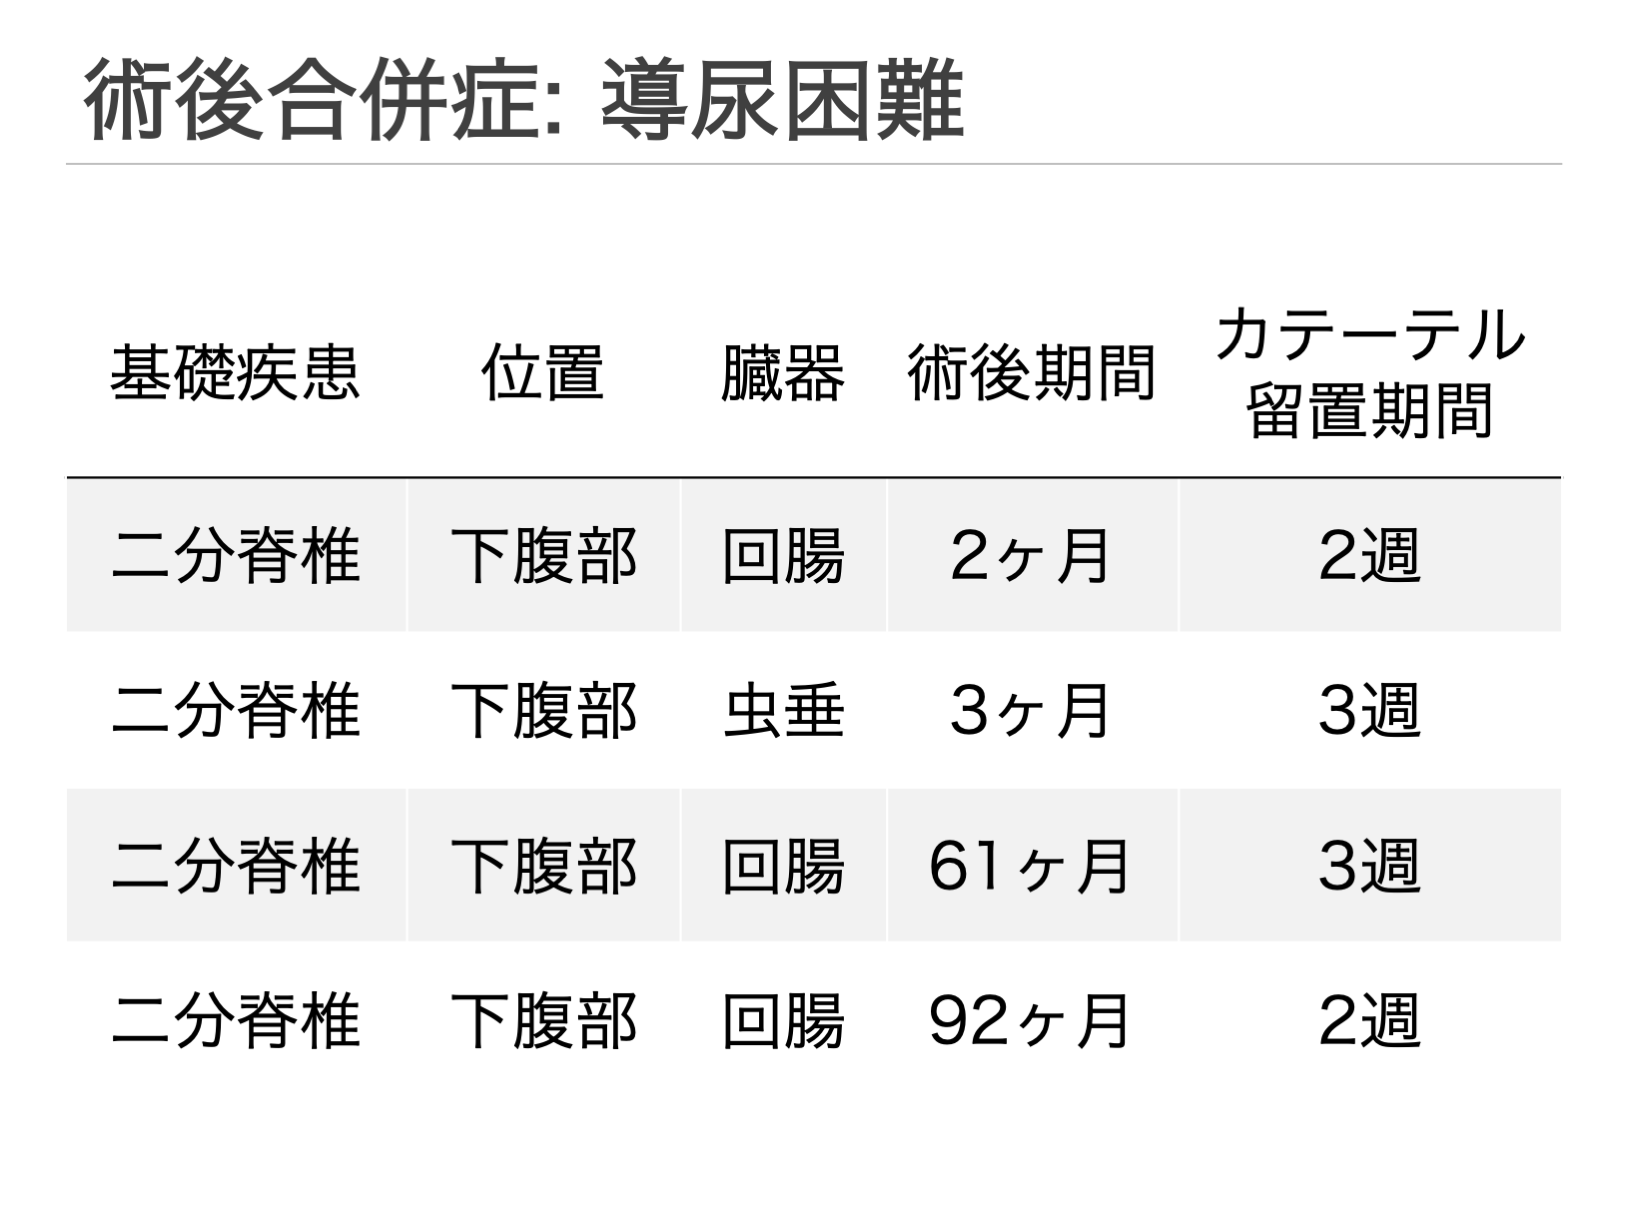 術後合併症: 導尿困難
基礎疾患 位置 臓器 術後期間 カテーテル
留置期間
二分脊椎 下腹部 回腸 2ヶ月 2週
二分脊椎 下腹部 虫垂 3ヶ月 3週
二分脊椎 下腹部 回腸 61ヶ月 3週
二分脊椎 下腹部 回腸 92ヶ月 2週